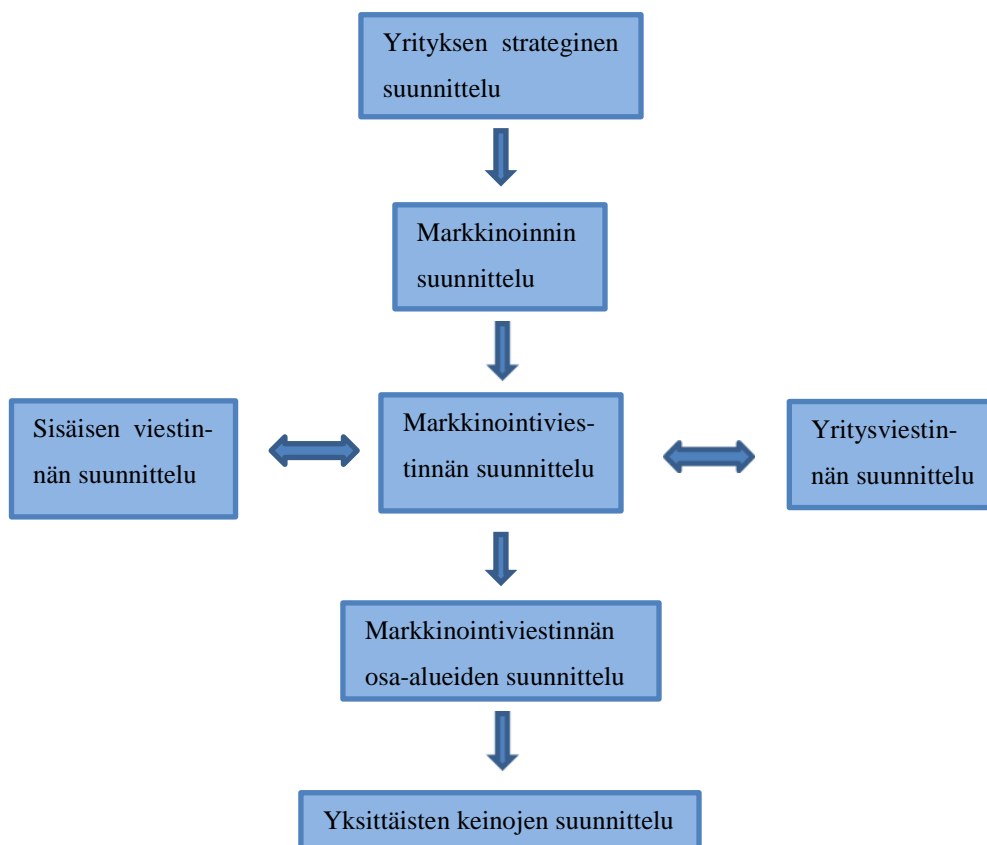 Yrityksen strateginen
suunnittelu
Markkinoinnin
suunnittelu
Sisäisen viestin-
nän suunnittelu
Markkinointivies-
tinnän suunnittelu
Yritysviestin-
nän suunnittelu
Markkinointiviestinnän
osa-alueiden suunnittelu
Yksittäisten keinojen suunnittelu